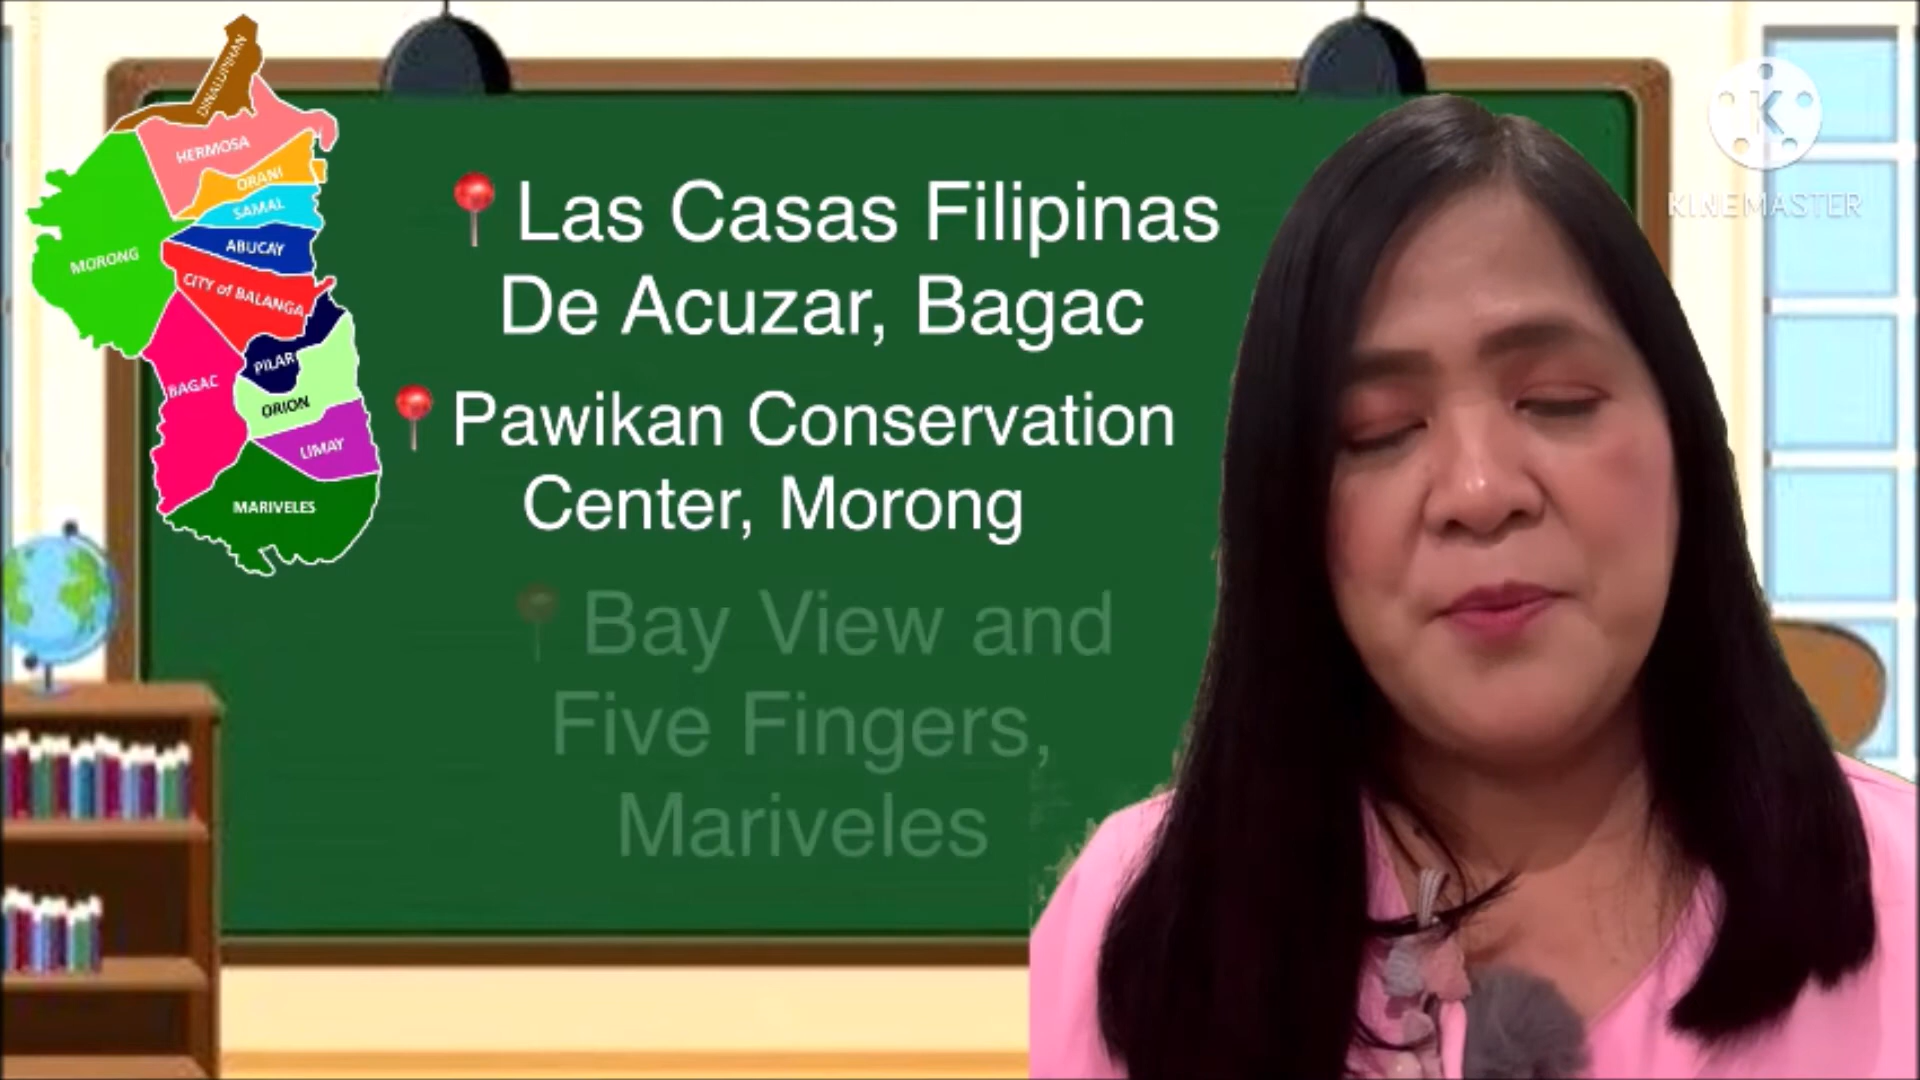 DINALUPIHAN
HERMOSA
ORANI
SAMAL
ABUCAY
MORONG
CITY of BALANGA
PILAR
BAGAC
ORION
LIMAY
MARIVELES
📍Las Casas Filipinas
De Acuzar, Bagac
📍Pawikan Conservation
Center, Morong
📍Bay View and
Five Fingers,
Mariveles
K
KINEMASTER